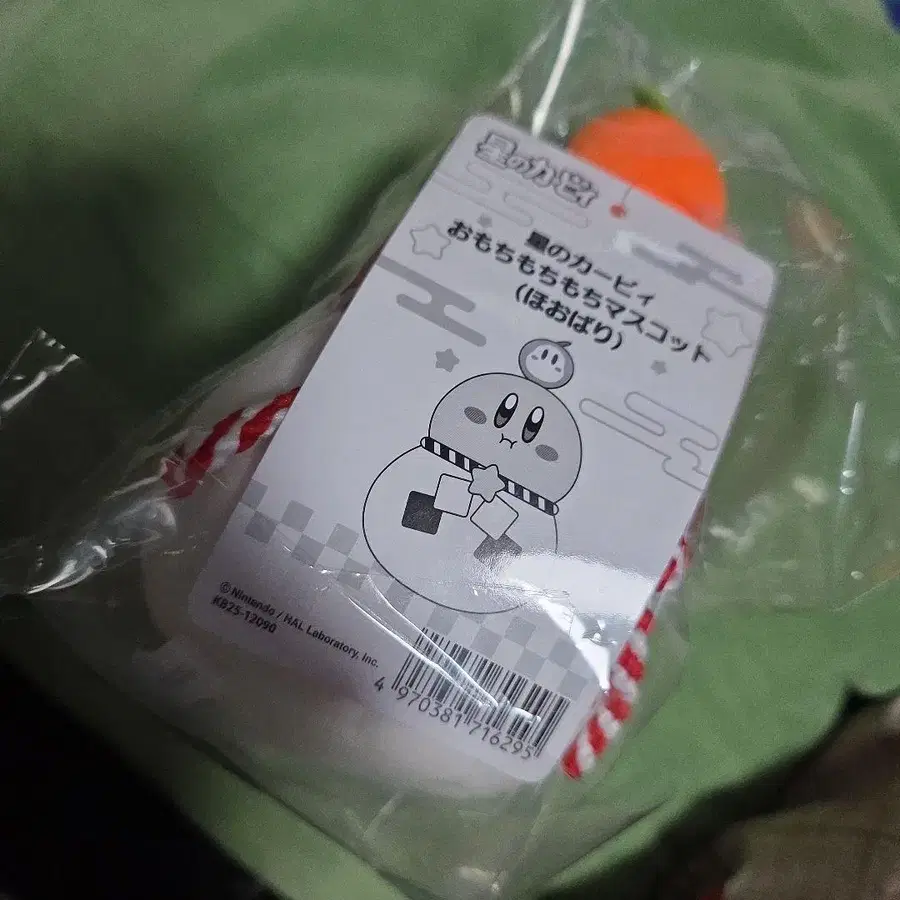 星のカービィ
星のカービィ
おもちもちもちマスコット
(ほおばり)
© Nintendo / HAL Laboratory, Inc.
KB25-12090
4 970381 716295